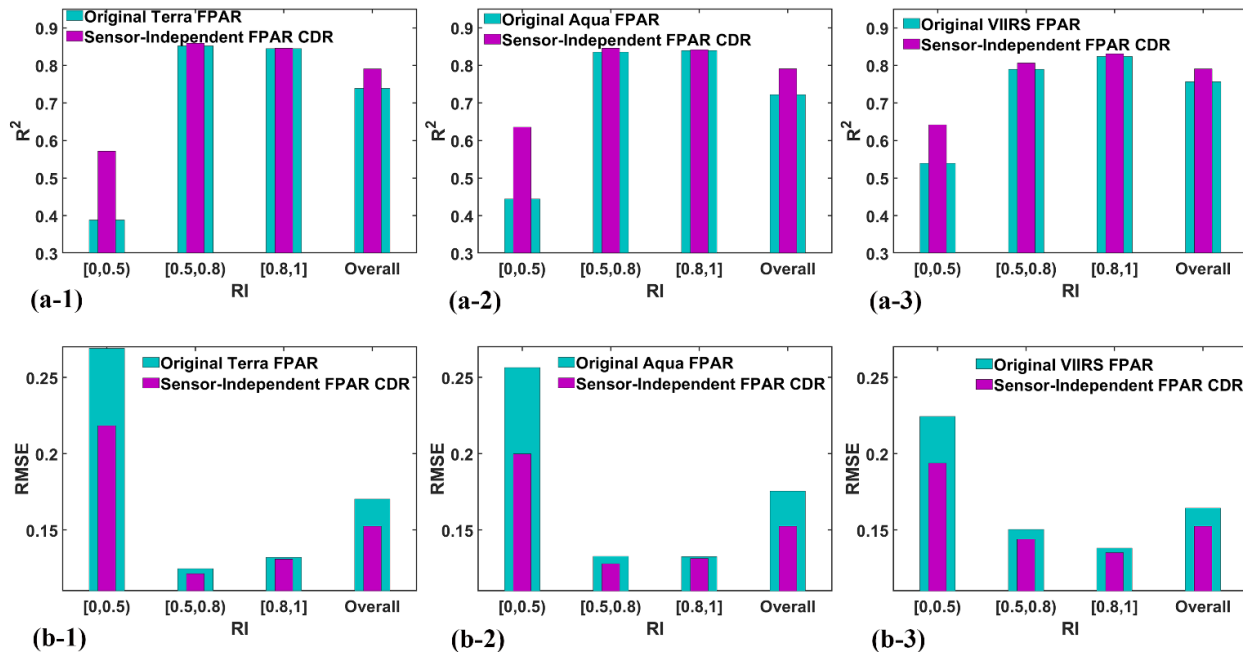 Original Terra FPAR
Sensor-Independent FPAR CDR
0.9
0.8
0.7
0.6
0.5
0.4
0.3
R²
[0,0.5) [0.5,0.8) [0.8,1] Overall
RI
(a-1)
Original Aqua FPAR
Sensor-Independent FPAR CDR
0.9
0.8
0.7
0.6
0.5
0.4
0.3
R²
[0,0.5) [0.5,0.8) [0.8,1] Overall
RI
(a-2)
Original VIIRS FPAR
Sensor-Independent FPAR CDR
0.9
0.8
0.7
0.6
0.5
0.4
0.3
R²
[0,0.5) [0.5,0.8) [0.8,1] Overall
RI
(a-3)
Original Terra FPAR
Sensor-Independent FPAR CDR
0.25
0.2
0.15
RMSE
[0,0.5) [0.5,0.8) [0.8,1] Overall
RI
(b-1)
Original Aqua FPAR
Sensor-Independent FPAR CDR
0.25
0.2
0.15
RMSE
[0,0.5) [0.5,0.8) [0.8,1] Overall
RI
(b-2)
Original VIIRS FPAR
Sensor-Independent FPAR CDR
0.25
0.2
0.15
RMSE
[0,0.5) [0.5,0.8) [0.8,1] Overall
RI
(b-3)